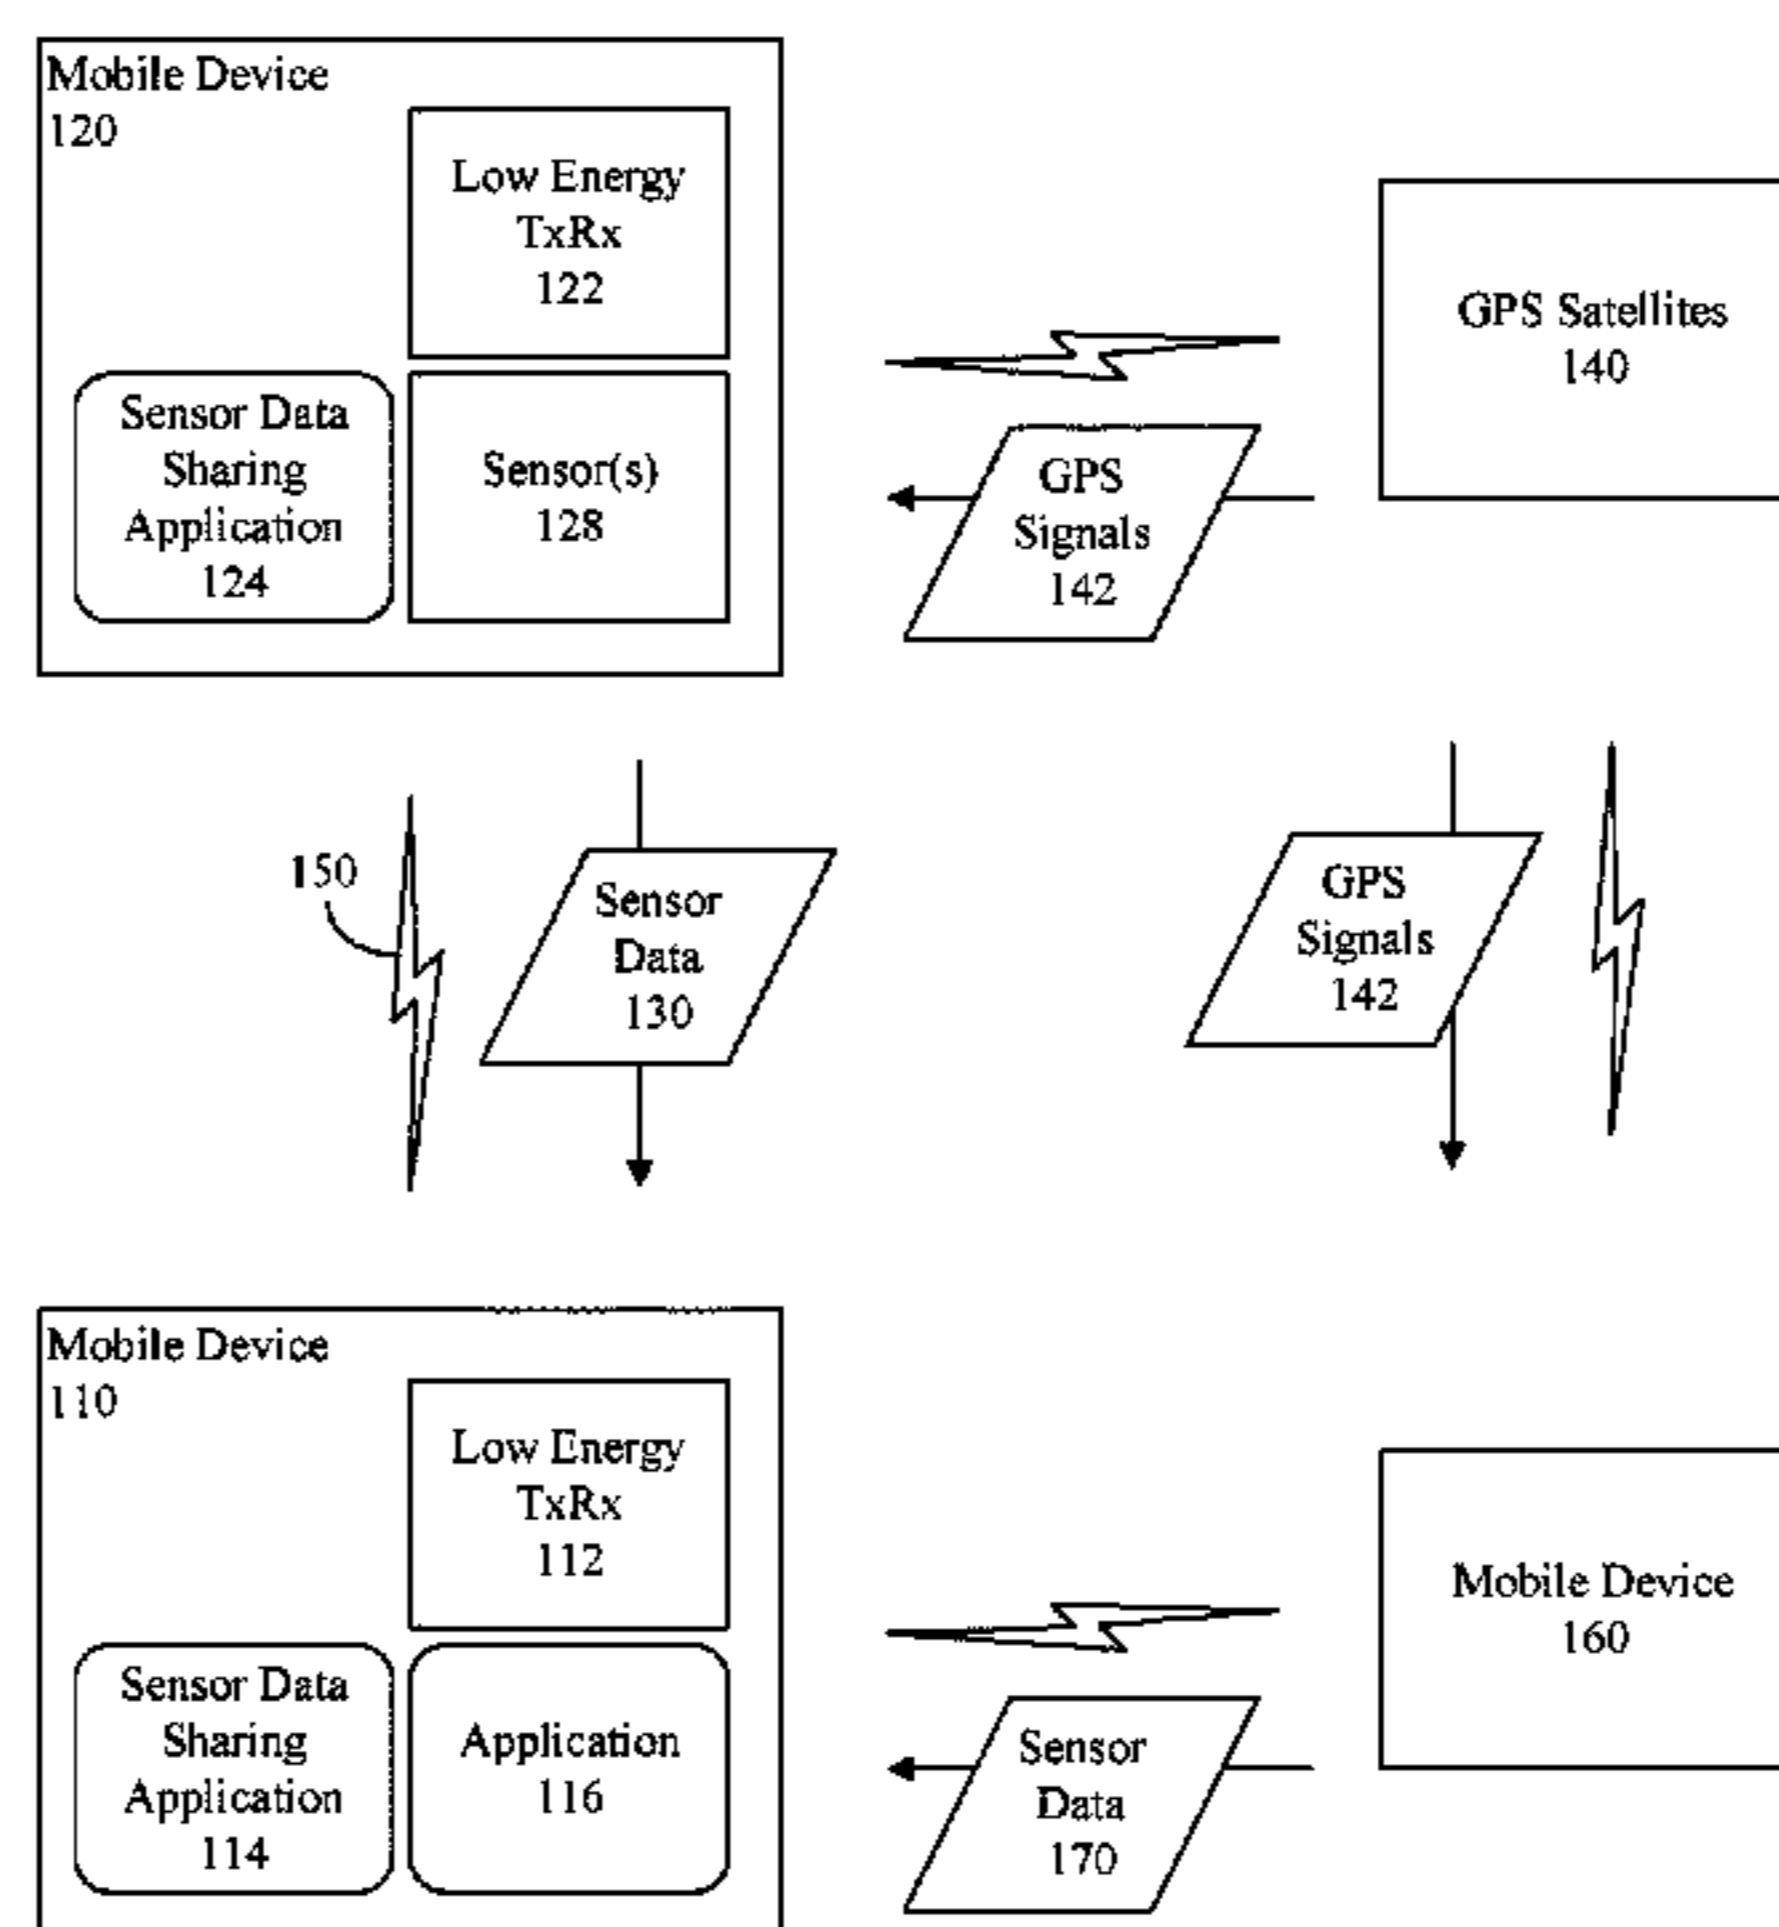 Mobile Device
120
Low Energy
TxRx
122
Sensor Data
Sharing
Application
124
Sensor(s)
128
GPS Satellites
140
GPS
Signals
142
150
Sensor
Data
130
GPS
Signals
142
Mobile Device
110
Low Energy
TxRx
112
Sensor Data
Sharing
Application
114
Application
116
Mobile Device
160
Sensor
Data
170